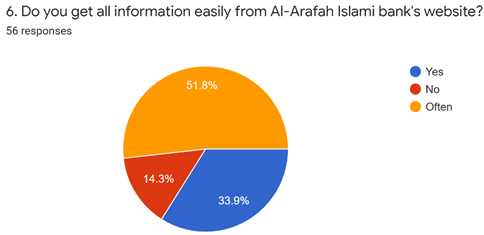 6. Do you get all information easily from Al-Arafah Islami bank's website?
56 responses
51.8%
14.3%
33.9%
Yes
No
Often